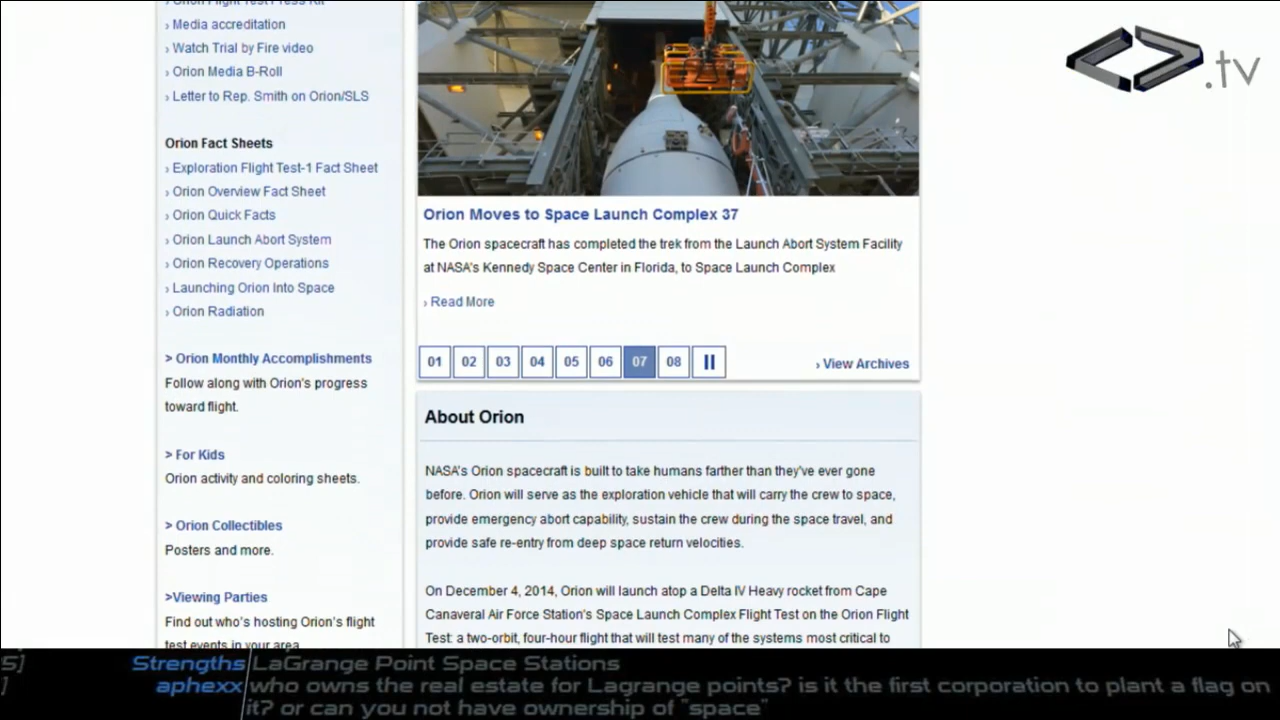 Orion Flight Test Press Kit
› Media accreditation
› Watch Trial by Fire video
› Orion Media B-Roll
› Letter to Rep. Smith on Orion/SLS
Orion Fact Sheets
› Exploration Flight Test-1 Fact Sheet
› Orion Overview Fact Sheet
› Orion Quick Facts
› Orion Launch Abort System
› Orion Recovery Operations
› Launching Orion Into Space
› Orion Radiation
> Orion Monthly Accomplishments
Follow along with Orion's progress
toward flight.
> For Kids
Orion activity and coloring sheets.
> Orion Collectibles
Posters and more.
>Viewing Parties
Find out who's hosting Orion's flight
test events in your area
.tv
Orion Moves to Space Launch Complex 37
The Orion spacecraft has completed the trek from the Launch Abort System Facility
at NASA's Kennedy Space Center in Florida, to Space Launch Complex
› Read More
01 02 03 04 05 06 07 08
› View Archives
About Orion
NASA's Orion spacecraft is built to take humans farther than they've ever gone
before. Orion will serve as the exploration vehicle that will carry the crew to space,
provide emergency abort capability, sustain the crew during the space travel, and
provide safe re-entry from deep space return velocities.
On December 4, 2014, Orion will launch atop a Delta IV Heavy rocket from Cape
Canaveral Air Force Station's Space Launch Complex Flight Test on the Orion Flight
Test: a two-orbit, four-hour flight that will test many of the systems most critical to
5] Strengths LaGrange Point Space Stations
] aphexx who owns the real estate for Lagrange points? is it the first corporation to plant a flag on
it? or can you not have ownership of "space"